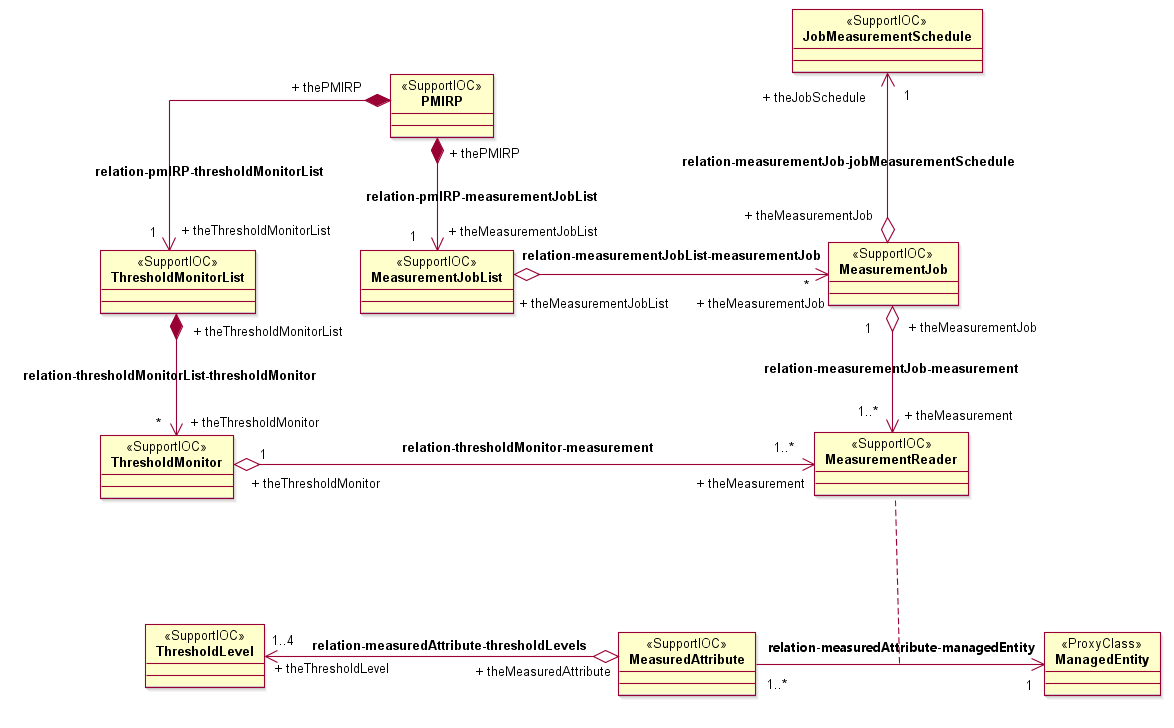 «SupportIOC»
JobMeasurementSchedule
+ theJobSchedule
1
+ thePMIRP
«SupportIOC»
PMIRP
+ thePMIRP
relation-measurementJob-jobMeasurementSchedule
relation-pmIRP-thresholdMonitorList
relation-pmIRP-measurementJobList
+ theMeasurementJob
1
+ theThresholdMonitorList
1
+ theMeasurementJobList
«SupportIOC»
ThresholdMonitorList
«SupportIOC»
MeasurementJobList
relation-measurementJobList-measurementJob
*
+ theMeasurementJobList
+ theMeasurementJob
«SupportIOC»
MeasurementJob
1
+ theMeasurementJob
+ theThresholdMonitorList
relation-thresholdMonitorList-thresholdMonitor
relation-measurementJob-measurement
*
+ theThresholdMonitor
1..*
+ theMeasurement
«SupportIOC»
ThresholdMonitor
1
relation-thresholdMonitor-measurement
1..*
+ theThresholdMonitor
+ theMeasurement
«SupportIOC»
MeasurementReader
«SupportIOC»
ThresholdLevel
1..4
relation-measuredAttribute-thresholdLevels
+ theThresholdLevel
+ theMeasuredAttribute
«SupportIOC»
MeasuredAttribute
relation-measuredAttribute-managedEntity
1..*
1
«ProxyClass»
ManagedEntity